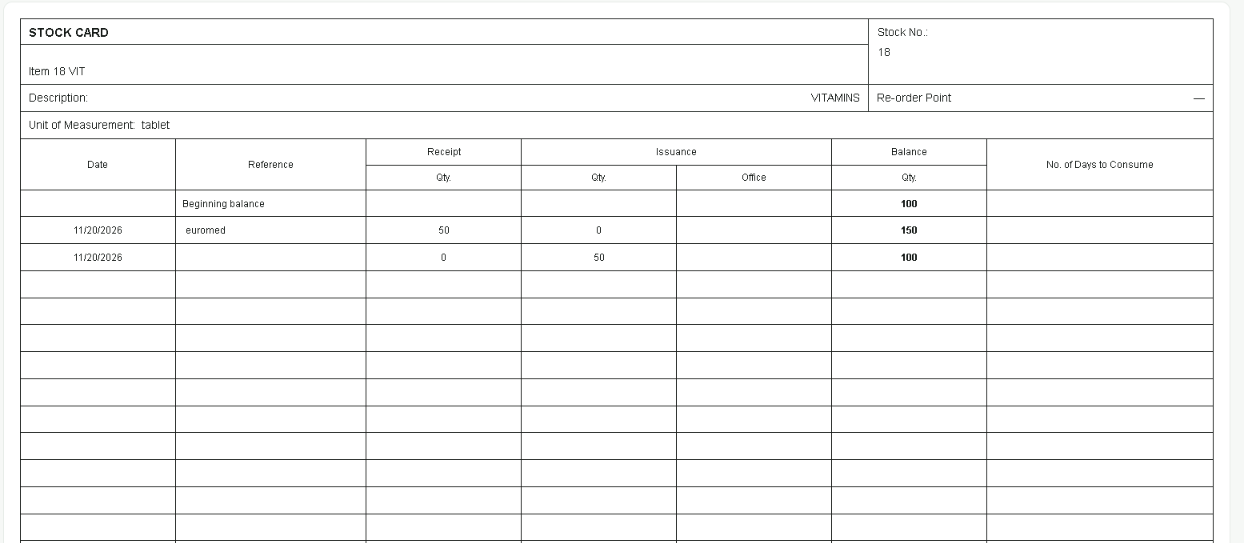 STOCK CARD
Stock No.:
18
Item 18 VIT
Description: VITAMINS Re-order Point —
Unit of Measurement: tablet
Date Reference Receipt Issuance Balance No. of Days to Consume
Qty. Qty. Office Qty.
Beginning balance 100
11/20/2026 euromed 50 0 150
11/20/2026 0 50 100